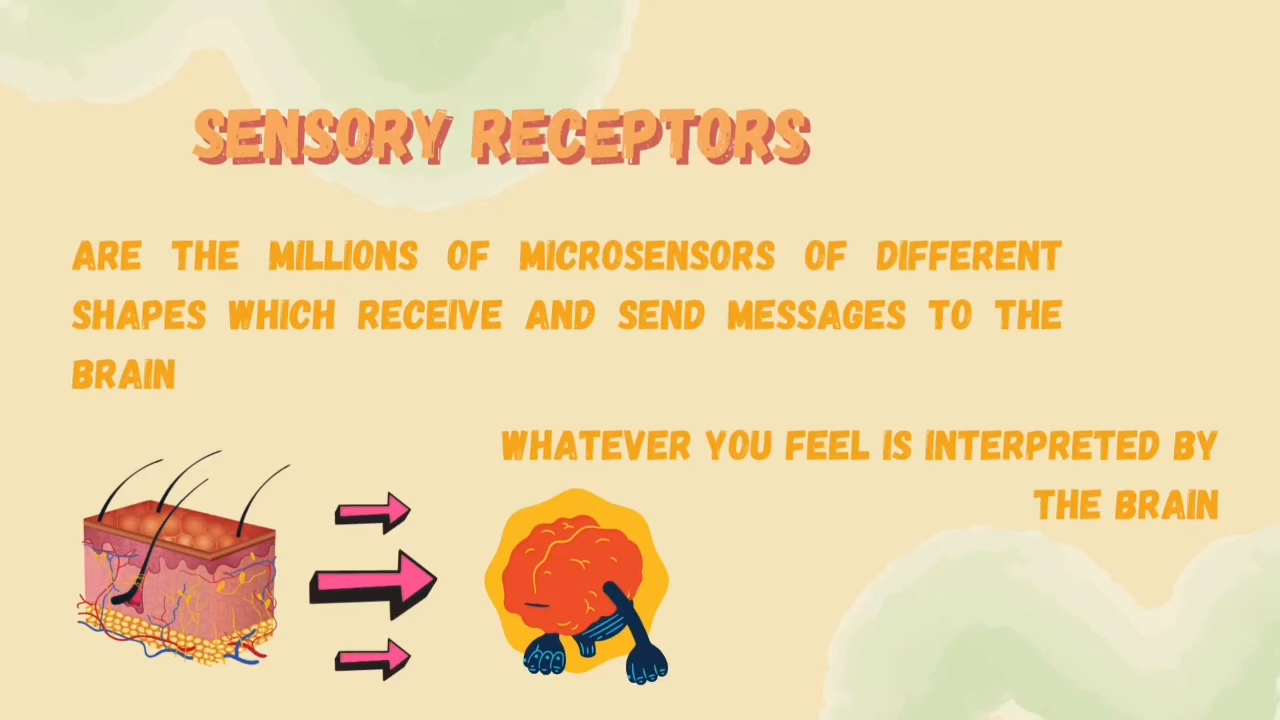 SENSORY RECEPTORS
ARE THE MILLIONS OF MICROSENSORS OF DIFFERENT
SHAPES WHICH RECEIVE AND SEND MESSAGES TO THE
BRAIN
WHATEVER YOU FEEL IS INTERPRETED BY
THE BRAIN